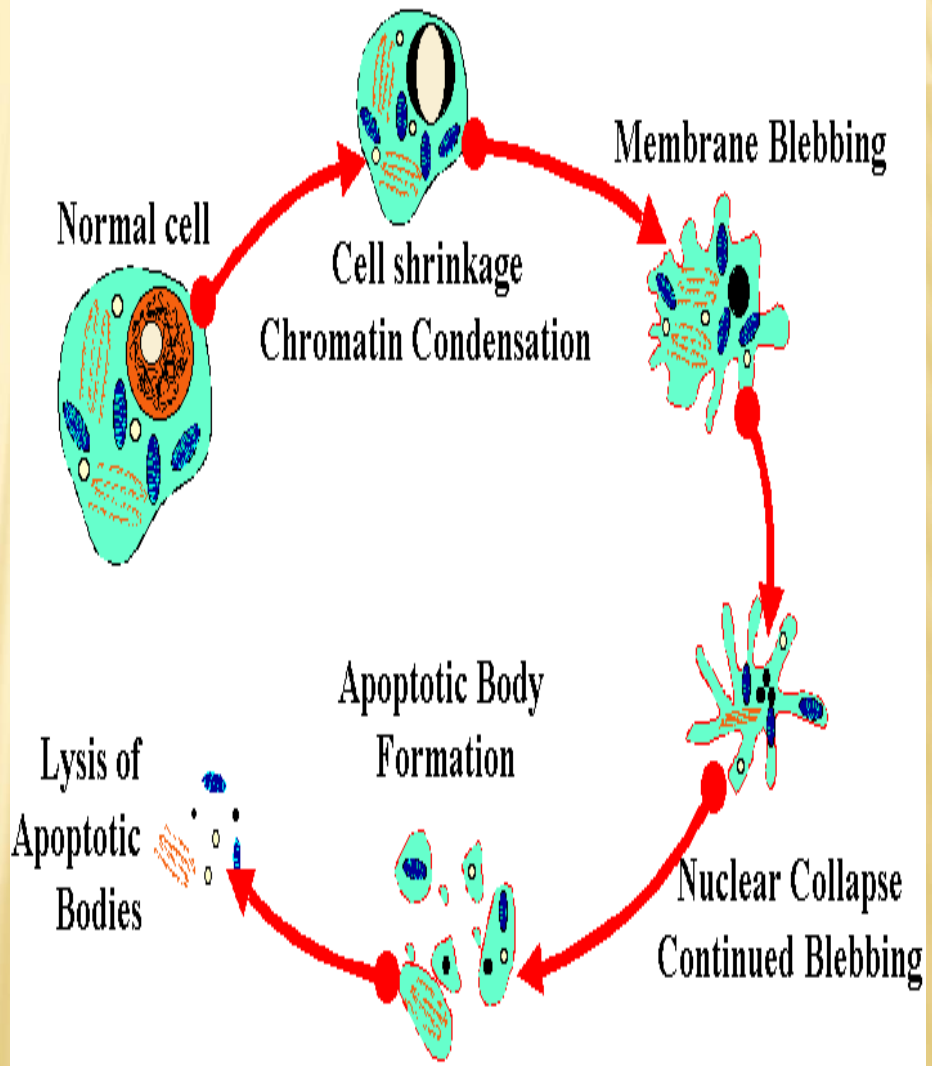 Normal cell
Cell shrinkage
Chromatin Condensation
Membrane Blebbing
Nuclear Collapse
Continued Blebbing
Apoptotic Body
Formation
Lysis of
Apoptotic
Bodies